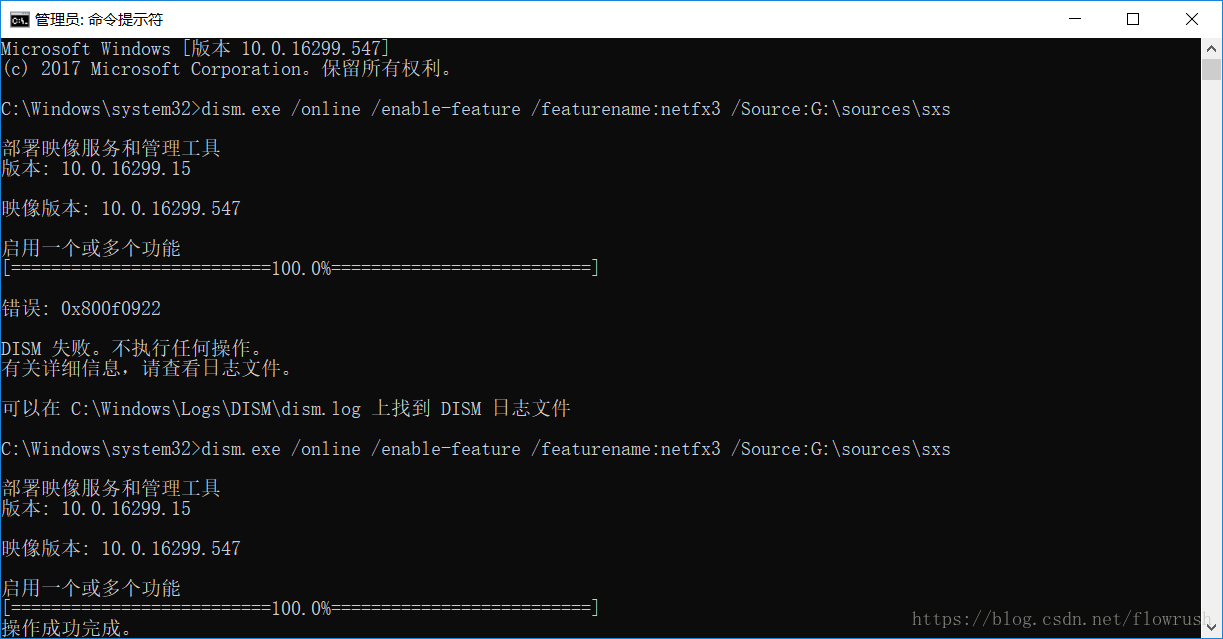 管理员: 命令提示符
Microsoft Windows [版本 10.0.16299.547]
(c) 2017 Microsoft Corporation。保留所有权利。
C:\Windows\system32>dism.exe /online /enable-feature /featurename:netfx3 /Source:G:\sources\sxs
部署映像服务和管理工具
版本: 10.0.16299.15
映像版本: 10.0.16299.547
启用一个或多个功能
[==========================100.0%==========================]
错误: 0x800f0922
DISM 失败。不执行任何操作。
有关详细信息，请查看日志文件。
可以在 C:\Windows\Logs\DISM\dism.log 上找到 DISM 日志文件
C:\Windows\system32>dism.exe /online /enable-feature /featurename:netfx3 /Source:G:\sources\sxs
部署映像服务和管理工具
版本: 10.0.16299.15
映像版本: 10.0.16299.547
启用一个或多个功能
[==========================100.0%==========================]
操作成功完成。
https://blog.csdn.net/flowrush